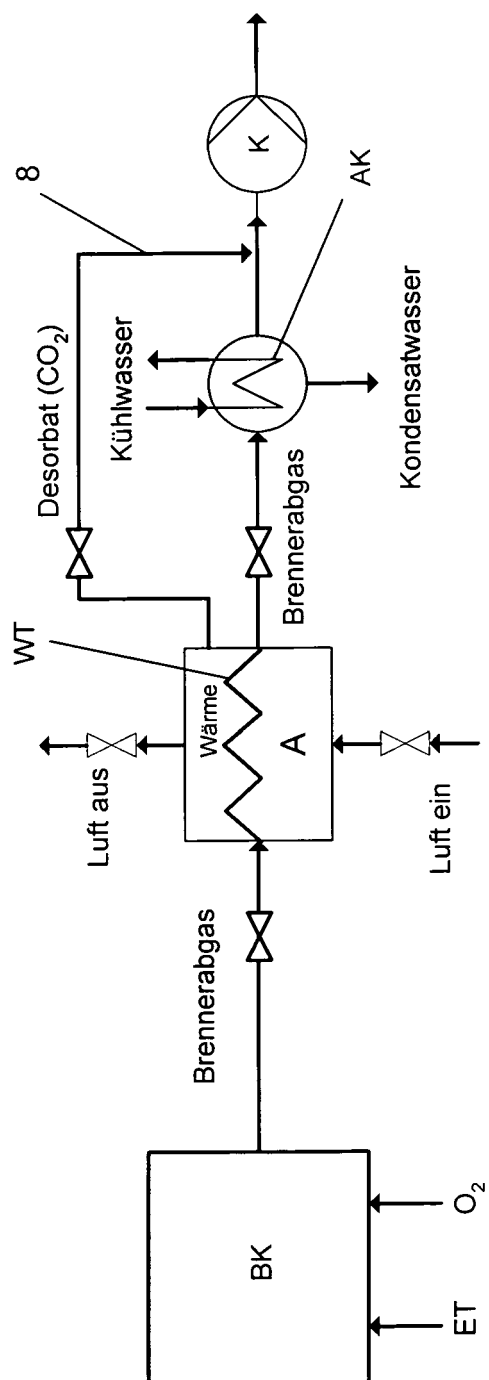 8
Desorbat (CO₂)
WT
Luft aus
Wärme
Kühlwasser
K
AK
Brennerabgas
Brennerabgas
A
Kondensatwasser
Luft ein
BK
ET
O₂